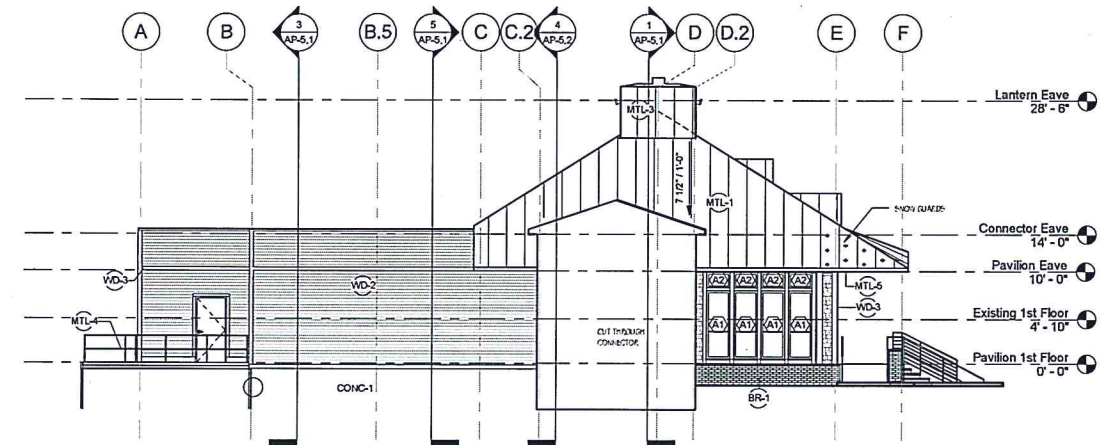 A
B
3
AP-5.1
B.5
5
AP-5.1
C
C.2
4
AP-5.2
1
AP-5.1
D
D.2
E
F
Lantern Eave
28' - 6"
MTL-3
7 1/2" / 1'-0"
MTL-1
SNOW GUARDS
Connector Eave
14' - 0"
Pavilion Eave
10' - 0"
WD-3
WD-2
A2
A2
A2
A2
MTL-5
WD-3
MTL-4
Existing 1st Floor
4' - 10"
A1
A1
A1
A1
CUT THROUGH
CONNECTOR
Pavilion 1st Floor
0' - 0"
CONC-1
BR-1